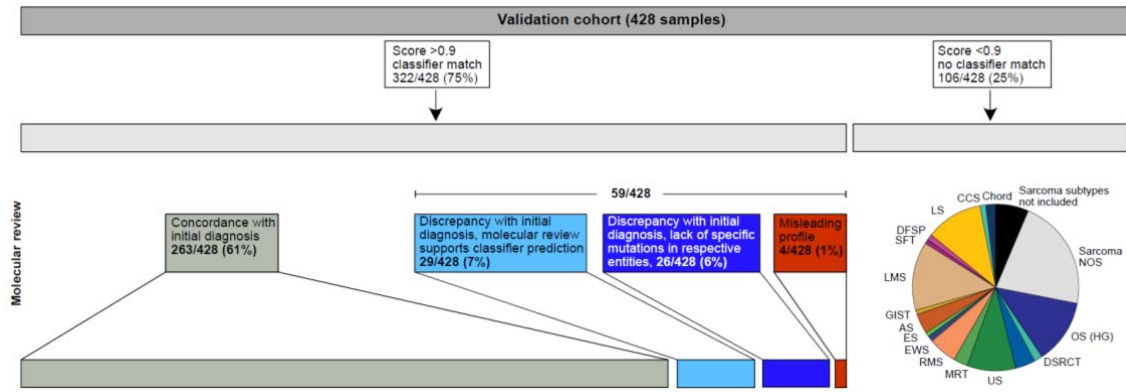 Validation cohort (428 samples)
Score >0.9
classifier match
322/428 (75%)
Score <0.9
no classifier match
106/428 (25%)
Molecular review
59/428
Concordance with
initial diagnosis
263/428 (61%)
Discrepancy with initial
diagnosis, molecular review
supports classifier prediction
29/428 (7%)
Discrepancy with initial
diagnosis, lack of specific
mutations in respective
entities, 26/428 (6%)
Misleading
profile
4/428 (1%)
Chord
Sarcoma subtypes
not included
Sarcoma
NOS
OS (HG)
DSRCT
US
MRT
RMS
EWS
ES
AS
GIST
LMS
SFT
DFSP
LS
CCS